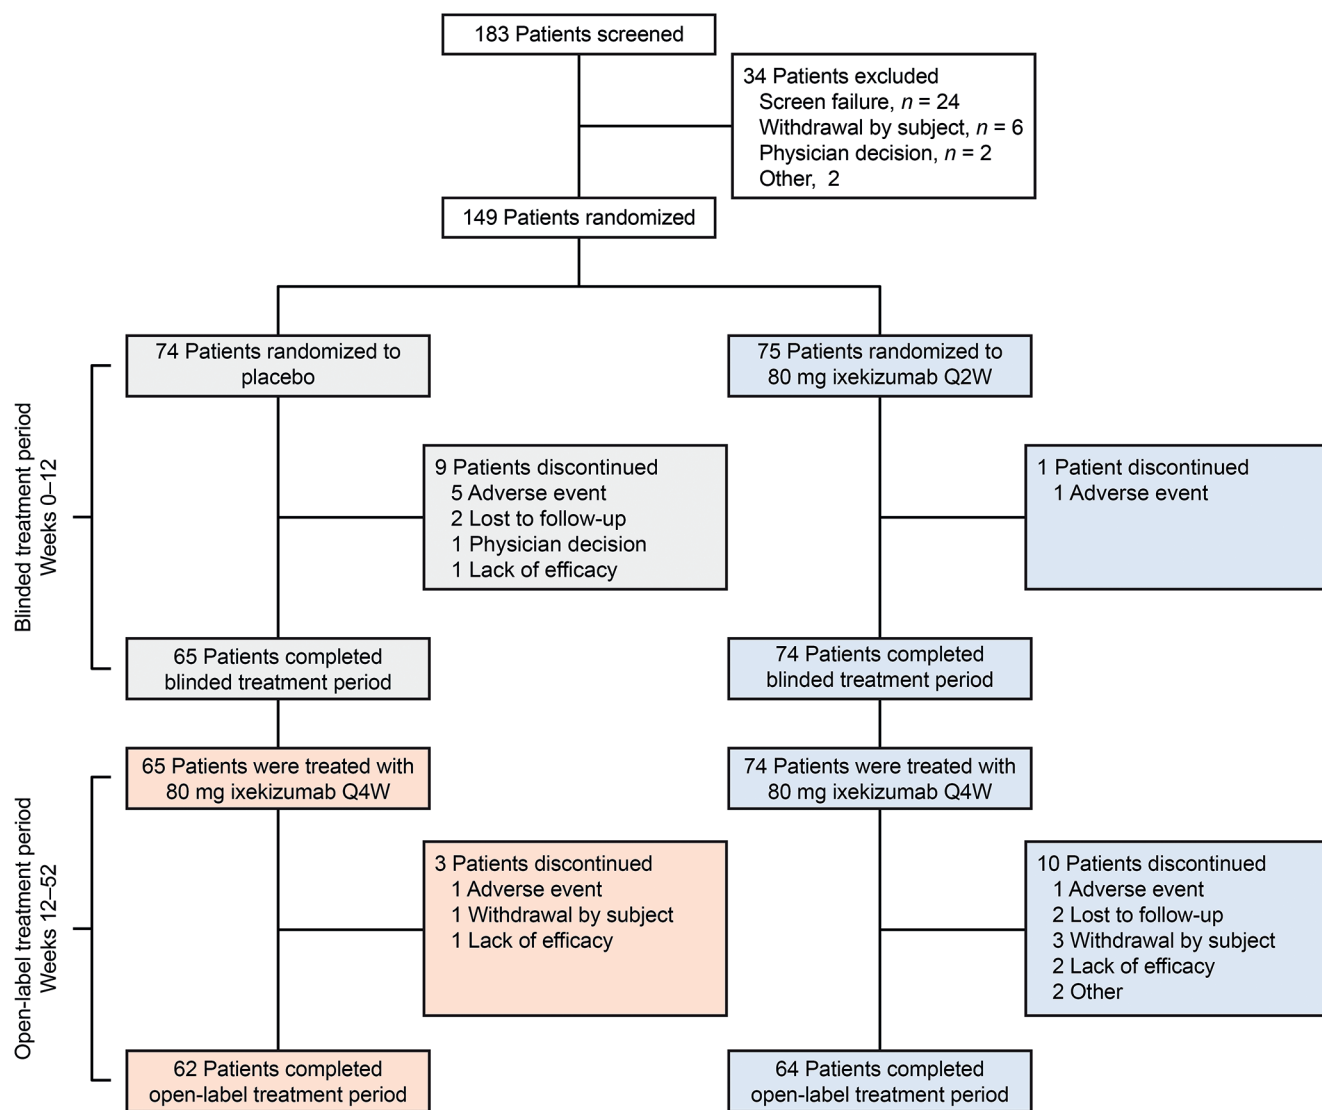 183 Patients screened
34 Patients excluded
Screen failure, n = 24
Withdrawal by subject, n = 6
Physician decision, n = 2
Other,  2
149 Patients randomized
74 Patients randomized to
placebo
75 Patients randomized to
80 mg ixekizumab Q2W
Blinded treatment period
Weeks 0–12
9 Patients discontinued
5 Adverse event
2 Lost to follow-up
1 Physician decision
1 Lack of efficacy
1 Patient discontinued
1 Adverse event
65 Patients completed
blinded treatment period
74 Patients completed
blinded treatment period
65 Patients were treated with
80 mg ixekizumab Q4W
74 Patients were treated with
80 mg ixekizumab Q4W
Open-label treatment period
Weeks 12–52
3 Patients discontinued
1 Adverse event
1 Withdrawal by subject
1 Lack of efficacy
10 Patients discontinued
1 Adverse event
2 Lost to follow-up
3 Withdrawal by subject
2 Lack of efficacy
2 Other
62 Patients completed
open-label treatment period
64 Patients completed
open-label treatment period